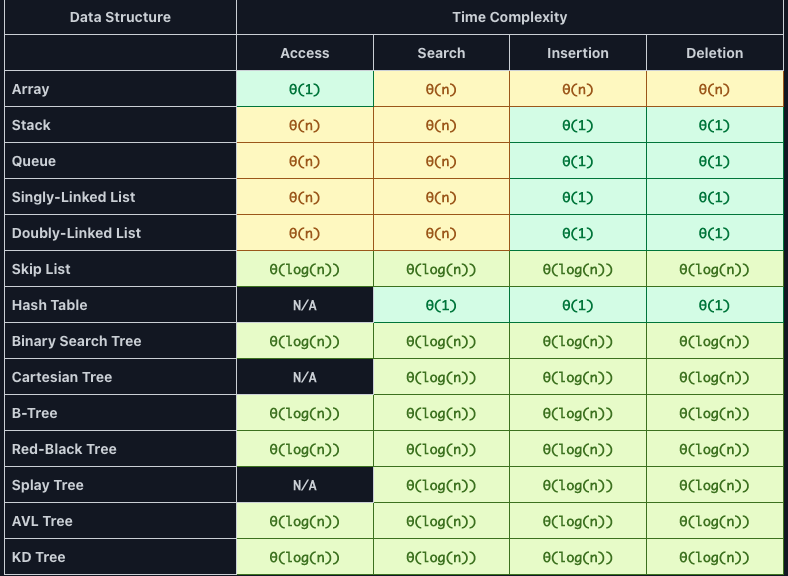 Data Structure Time Complexity
Access Search Insertion Deletion
Array θ(1) θ(n) θ(n) θ(n)
Stack θ(n) θ(n) θ(1) θ(1)
Queue θ(n) θ(n) θ(1) θ(1)
Singly-Linked List θ(n) θ(n) θ(1) θ(1)
Doubly-Linked List θ(n) θ(n) θ(1) θ(1)
Skip List θ(log(n)) θ(log(n)) θ(log(n)) θ(log(n))
Hash Table N/A θ(1) θ(1) θ(1)
Binary Search Tree θ(log(n)) θ(log(n)) θ(log(n)) θ(log(n))
Cartesian Tree N/A θ(log(n)) θ(log(n)) θ(log(n))
B-Tree θ(log(n)) θ(log(n)) θ(log(n)) θ(log(n))
Red-Black Tree θ(log(n)) θ(log(n)) θ(log(n)) θ(log(n))
Splay Tree N/A θ(log(n)) θ(log(n)) θ(log(n))
AVL Tree θ(log(n)) θ(log(n)) θ(log(n)) θ(log(n))
KD Tree θ(log(n)) θ(log(n)) θ(log(n)) θ(log(n))